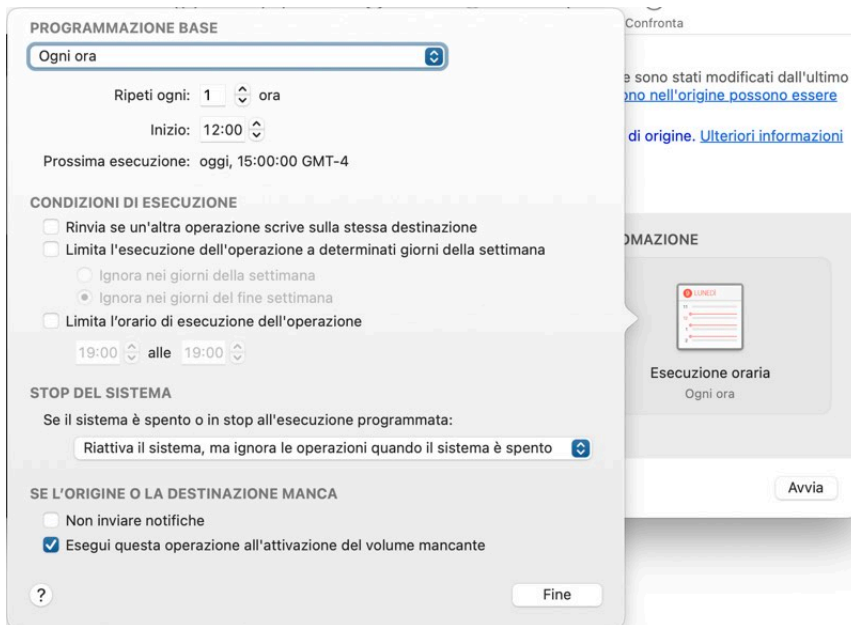 Confronta
PROGRAMMAZIONE BASE
Ogni ora
Ripeti ogni: 1 ora
Inizio: 12:00
Prossima esecuzione: oggi, 15:00:00 GMT-4
CONDIZIONI DI ESECUZIONE
Rinvia se un'altra operazione scrive sulla stessa destinazione
Limita l'esecuzione dell'operazione a determinati giorni della settimana
Ignora nei giorni della settimana
Ignora nei giorni del fine settimana
Limita l'orario di esecuzione dell'operazione
19:00 alle 19:00
STOP DEL SISTEMA
Se il sistema è spento o in stop all'esecuzione programmata:
Riattiva il sistema, ma ignora le operazioni quando il sistema è spento
SE L'ORIGINE O LA DESTINAZIONE MANCA
Non inviare notifiche
Esegui questa operazione all'attivazione del volume mancante
?
Fine
e sono stati modificati dall'ultimo
ono nell'origine possono essere
di origine. Ulteriori informazioni
OMAZIONE
LUNEDÌ
Esecuzione oraria
Ogni ora
Avvia